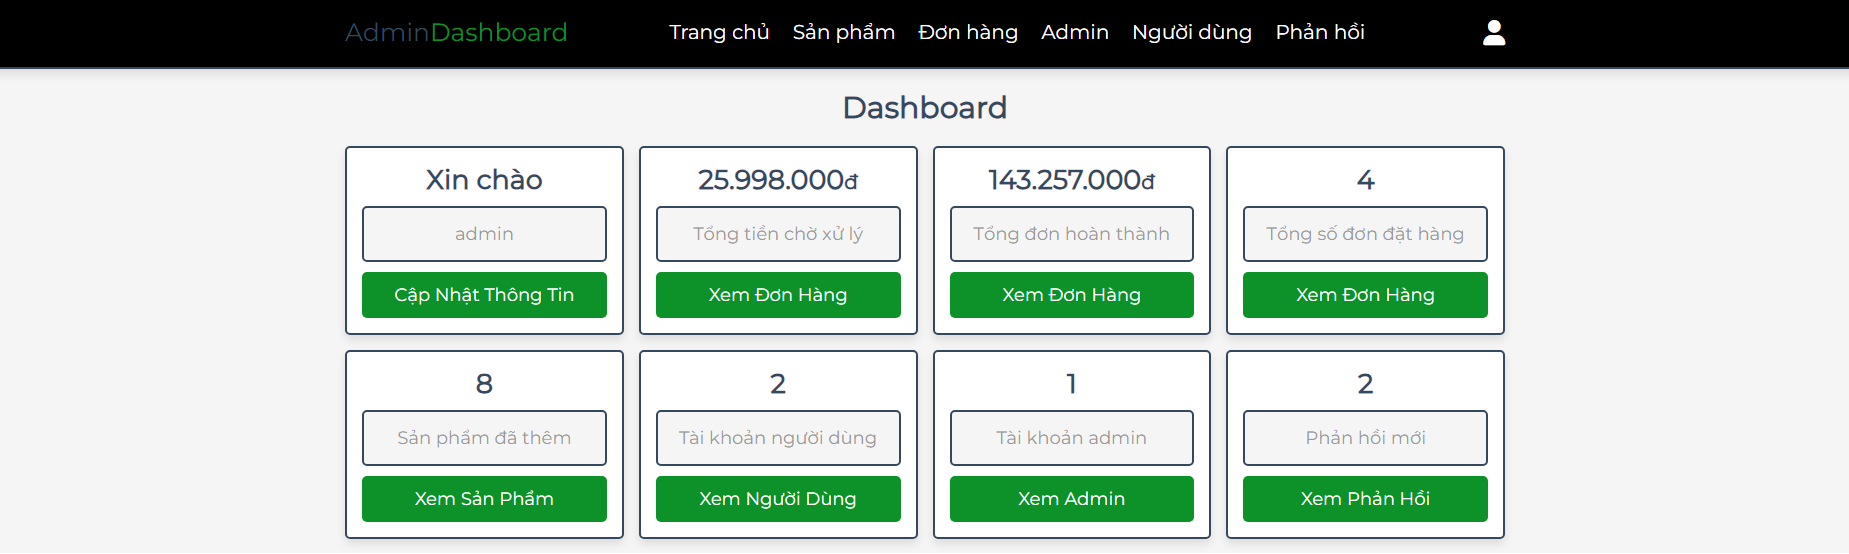 AdminDashboard Trang chủ Sản phẩm Đơn hàng Admin Người dùng Phản hồi
Dashboard
Xin chào
admin
Cập Nhật Thông Tin
25.998.000đ
Tổng tiền chờ xử lý
Xem Đơn Hàng
143.257.000đ
Tổng đơn hoàn thành
Xem Đơn Hàng
4
Tổng số đơn đặt hàng
Xem Đơn Hàng
8
Sản phẩm đã thêm
Xem Sản Phẩm
2
Tài khoản người dùng
Xem Người Dùng
1
Tài khoản admin
Xem Admin
2
Phản hồi mới
Xem Phản Hồi